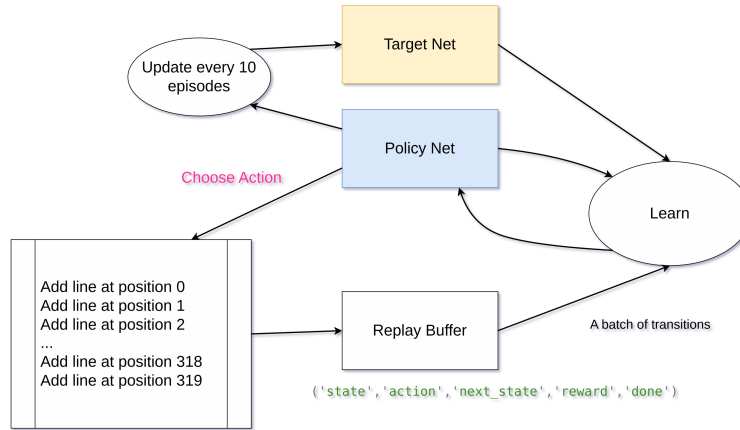 Target Net
Update every 10
episodes
Policy Net
Choose Action
Learn
Add line at position 0
Add line at position 1
Add line at position 2
...
Add line at position 318
Add line at position 319
Replay Buffer
A batch of transitions
('state','action','next_state','reward','done')